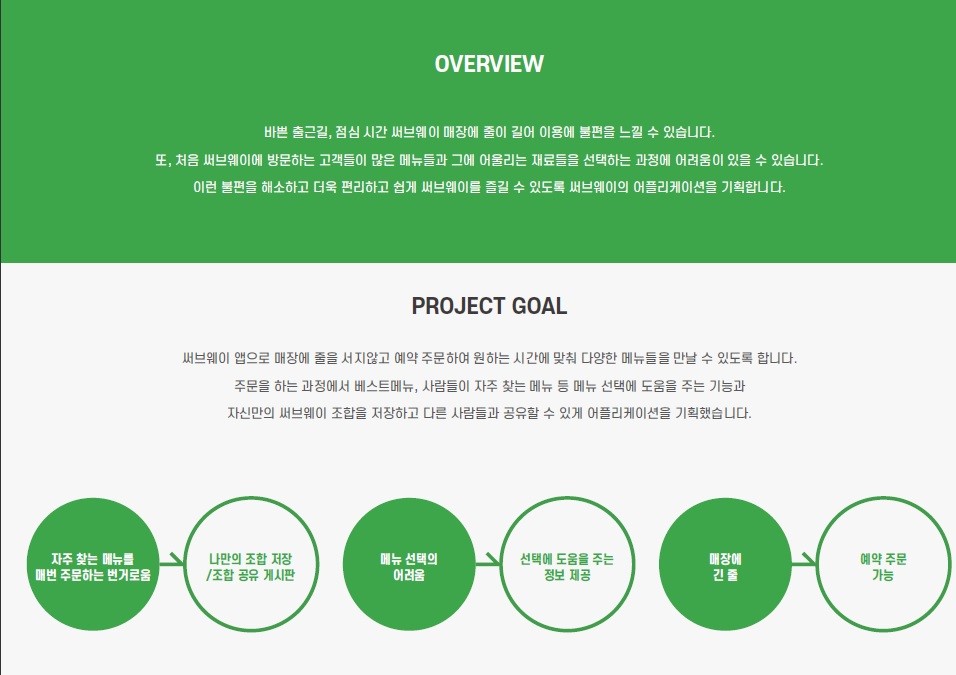 OVERVIEW
바쁜 출근길, 점심 시간 써브웨이 매장에 줄이 길어 이용에 불편을 느낄 수 있습니다.
또, 처음 써브웨이에 방문하는 고객들이 많은 메뉴들과 그에 어울리는 재료들을 선택하는 과정에 어려움이 있을 수 있습니다.
이런 불편을 해소하고 더욱 편리하고 쉽게 써브웨이를 즐길 수 있도록 써브웨이의 어플리케이션을 기획합니다.
PROJECT GOAL
써브웨이 앱으로 매장에 줄을 서지않고 예약 주문하여 원하는 시간에 맞춰 다양한 메뉴들을 만날 수 있도록 합니다.
주문을 하는 과정에서 베스트메뉴, 사람들이 자주 찾는 메뉴 등 메뉴 선택에 도움을 주는 기능과
자신만의 써브웨이 조합을 저장하고 다른 사람들과 공유할 수 있게 어플리케이션을 기획했습니다.
자주 찾는 메뉴를
매번 주문하는 번거로움
나만의 조합 저장
/조합 공유 게시판
메뉴 선택의
어려움
선택에 도움을 주는
정보 제공
매장에
긴 줄
예약 주문
가능